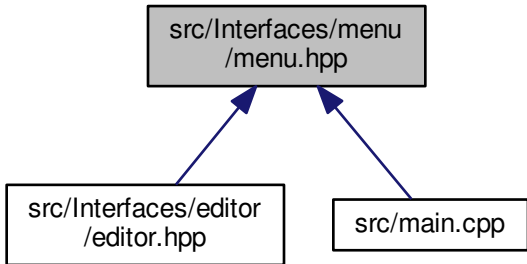 src/Interfaces/menu
/menu.hpp
src/Interfaces/editor
/editor.hpp
src/main.cpp